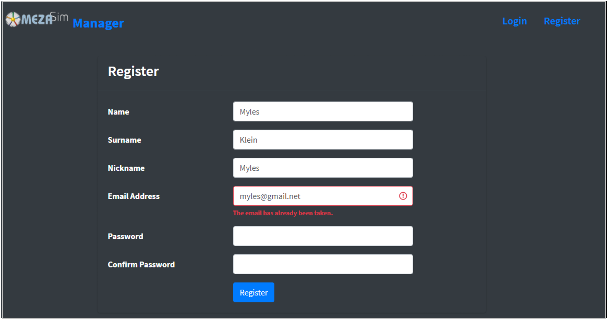 MEZA Sim Manager Login Register
Register
Name Myles
Surname Klein
Nickname Myles
Email Address myles@gmail.net
The email has already been taken.
Password
Confirm Password
Register